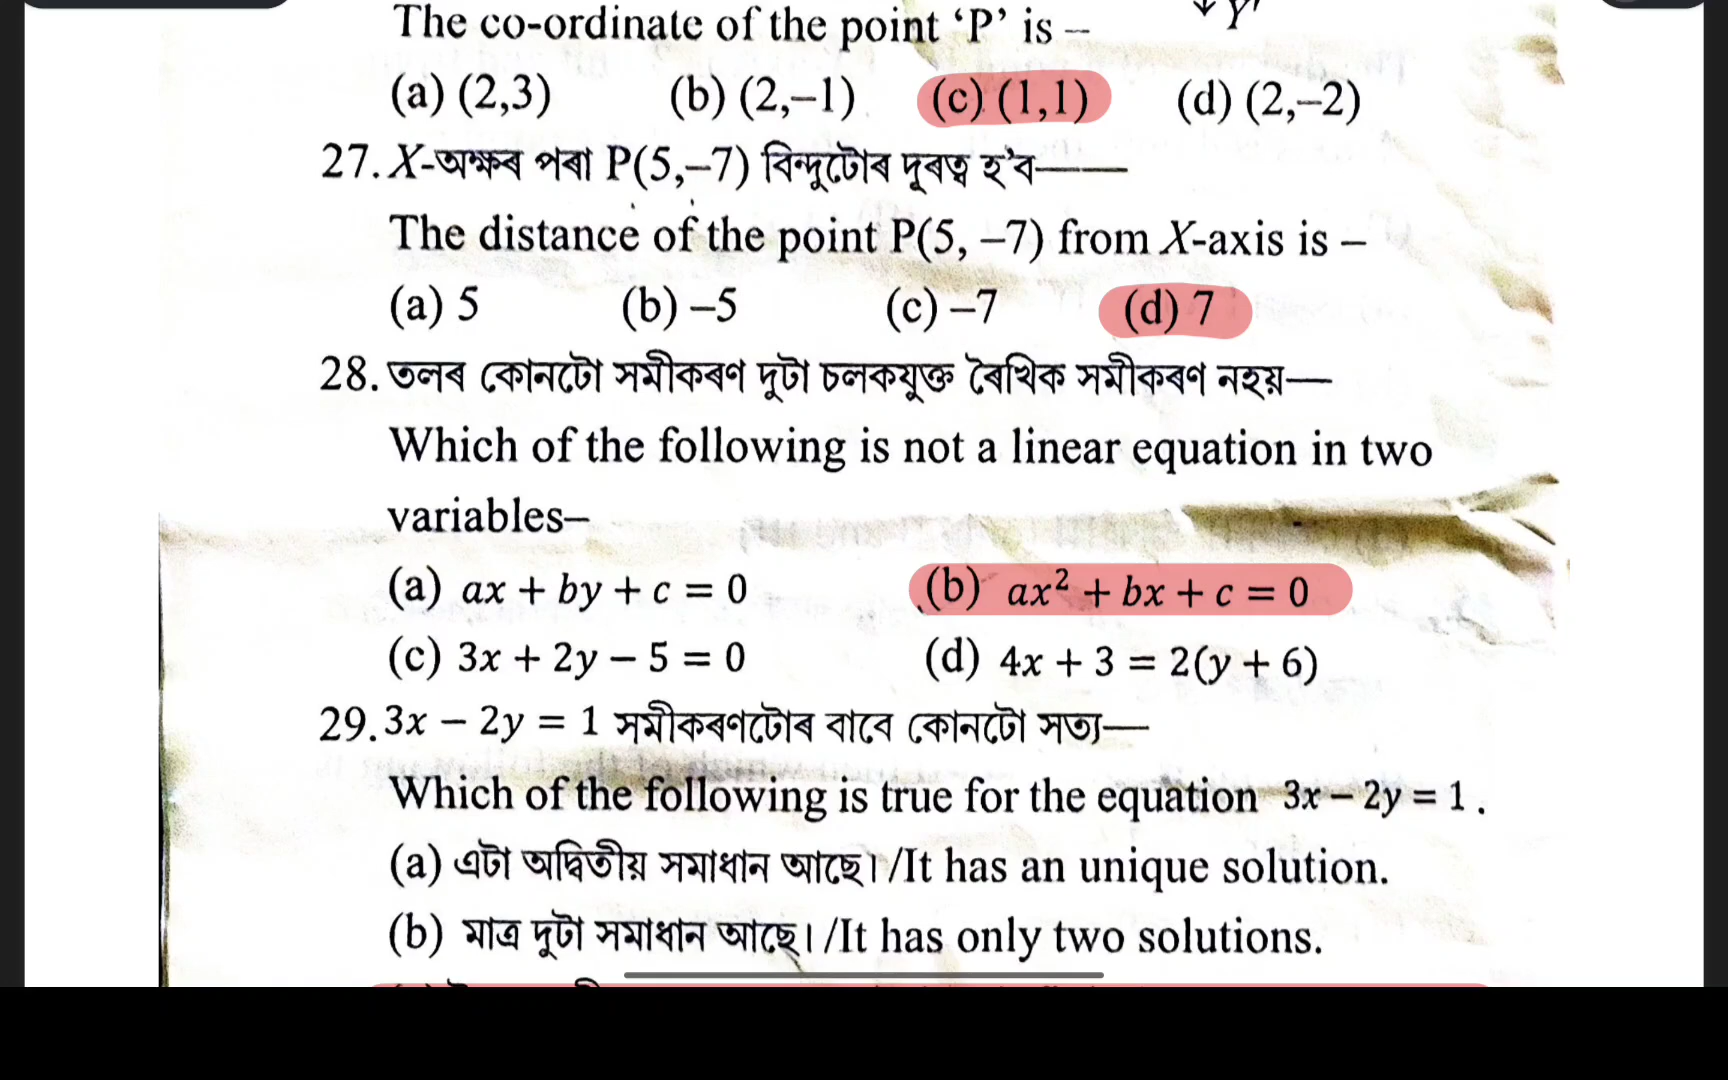 The co-ordinate of the point ‘P’ is –
Y′
(a) (2,3) (b) (2,–1) (c) (1,1) (d) (2,–2)
27. X-অক্ষৰ পৰা P(5,–7) বিন্দুটোৰ দূৰত্ব হ’ব——
The distance of the point P(5, –7) from X-axis is –
(a) 5 (b) –5 (c) –7 (d) 7
28. তলৰ কোনটো সমীকৰণ দুটা চলকযুক্ত ৰৈখিক সমীকৰণ নহয়—
Which of the following is not a linear equation in two
variables–
(a) ax + by + c = 0 (b) ax² + bx + c = 0
(c) 3x + 2y – 5 = 0 (d) 4x + 3 = 2(y + 6)
29. 3x – 2y = 1 সমীকৰণটোৰ বাবে কোনটো সত্য—
Which of the following is true for the equation 3x – 2y = 1 .
(a) এটা অদ্বিতীয় সমাধান আছে। /It has an unique solution.
(b) মাত্ৰ দুটা সমাধান আছে। /It has only two solutions.